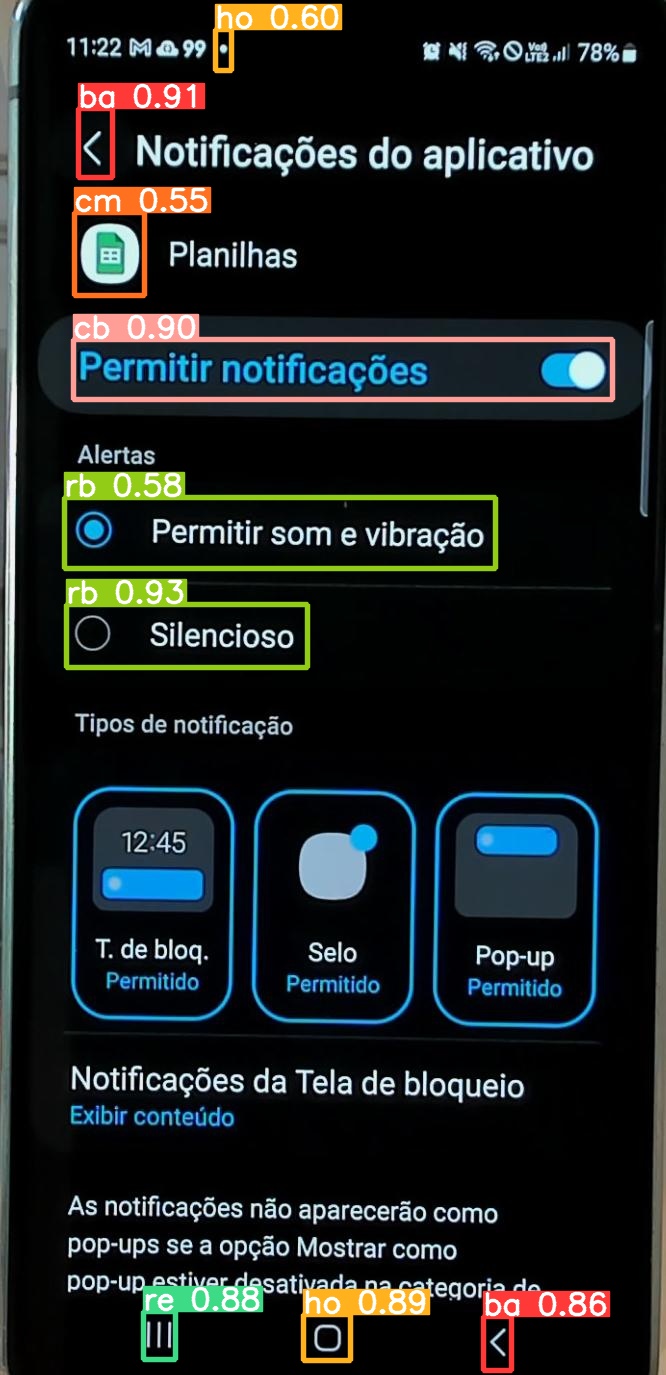 ho 0.60
11:22 99 78%
ba 0.91
Notificações do aplicativo
cm 0.55
Planilhas
cb 0.90
Permitir notificações
Alertas
rb 0.58
Permitir som e vibração
rb 0.93
Silencioso
Tipos de notificação
12:45
T. de bloq.
Permitido
Selo
Permitido
Pop-up
Permitido
Notificações da Tela de bloqueio
Exibir conteúdo
As notificações não aparecerão como
pop-ups se a opção Mostrar como
pop-up estiver desativada na categoria de
re 0.88
ho 0.89
ba 0.86